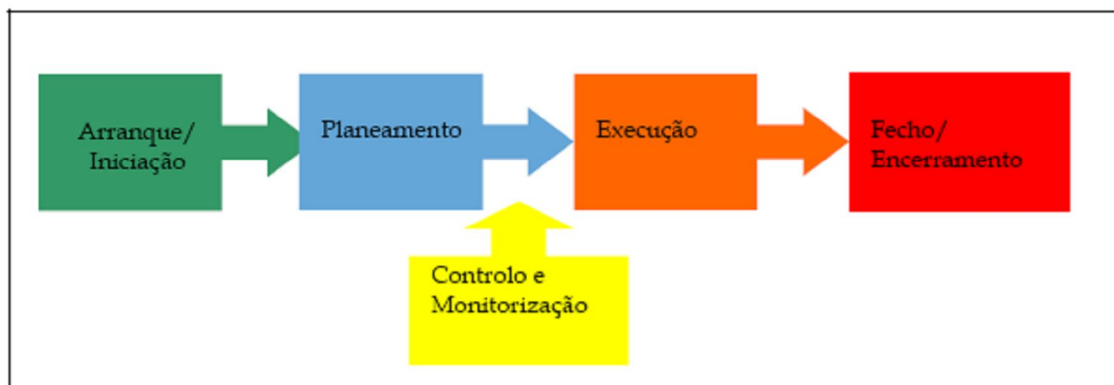 Arranque/
Iniciação
Planeamento
Execução
Fecho/
Encerramento
Controlo e
Monitorização